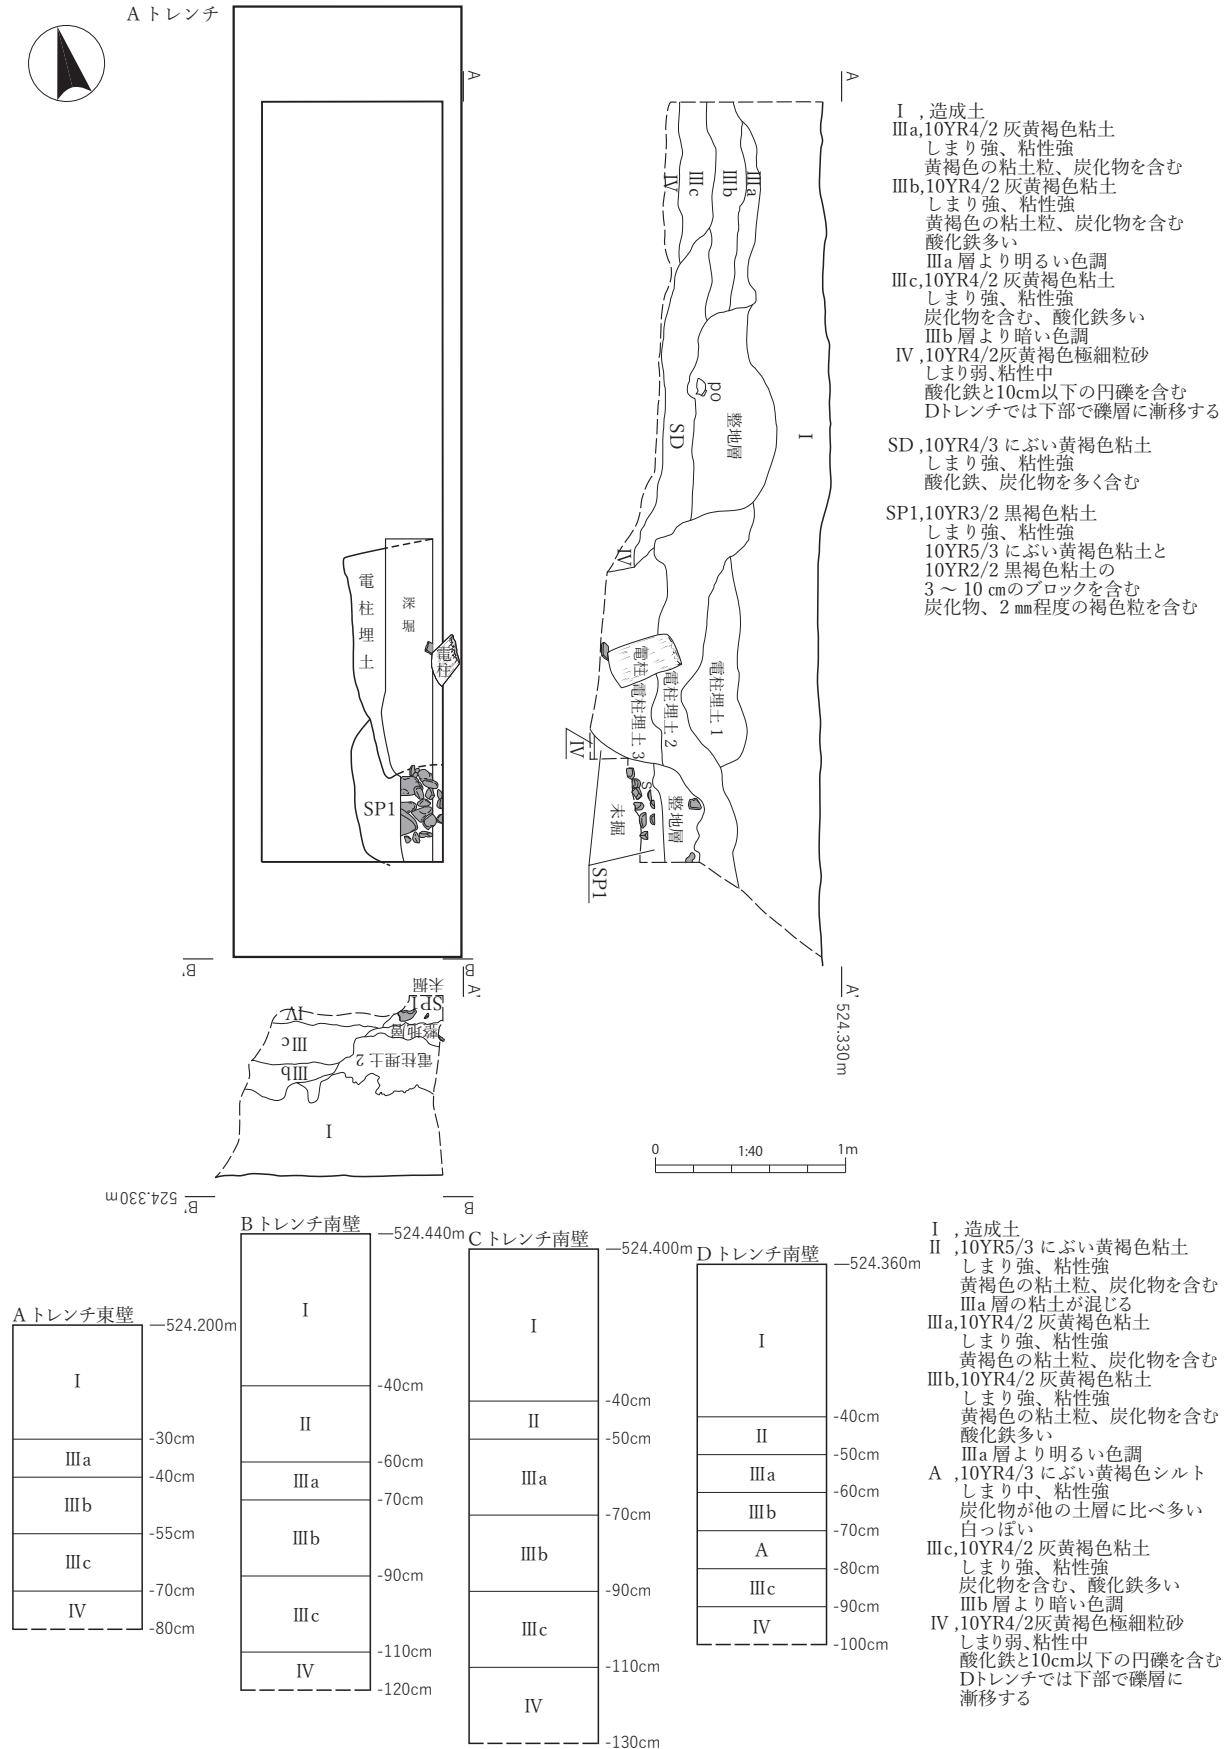 A トレンチ
A
A
Ⅰ , 造成土
Ⅲa,10YR4/2 灰黄褐色粘土
しまり強、粘性強
黄褐色の粘土粒、炭化物を含む
Ⅲb,10YR4/2 灰黄褐色粘土
しまり強、粘性強
黄褐色の粘土粒、炭化物を含む
酸化鉄多い
Ⅲa 層より明るい色調
Ⅲc,10YR4/2 灰黄褐色粘土
しまり強、粘性強
炭化物を含む、酸化鉄多い
Ⅲb 層より暗い色調
Ⅳ ,10YR4/2灰黄褐色極細粒砂
しまり弱、粘性中
酸化鉄と10cm以下の円礫を含む
Dトレンチでは下部で礫層に漸移する
SD ,10YR4/3 にぶい黄褐色粘土
しまり強、粘性強
酸化鉄、炭化物を多く含む
SP1,10YR3/2 黒褐色粘土
しまり強、粘性強
10YR5/3 にぶい黄褐色粘土と
10YR2/2 黒褐色粘土の
3 ～ 10 ㎝のブロックを含む
炭化物、2 ㎜程度の褐色粒を含む
Ⅳ
Ⅲc
Ⅲb
Ⅲa
po
整地層
SD
Ⅰ
Ⅳ
電柱
電柱埋土 3
電柱埋土 2
電柱埋土 1
Ⅳ
未掘
S
整地層
SP1
電柱埋土
深堀
電柱
SP1
B'
B
A'
A'
524.330m
未掘
SP1
Ⅳ
整地層
Ⅲc
電柱埋土 2
Ⅲb
Ⅰ
524.330m
B'
B
0
1:40
1m
A トレンチ東壁
524.200m
Ⅰ
-30cm
Ⅲa
-40cm
Ⅲb
-55cm
Ⅲc
-70cm
Ⅳ
-80cm
B トレンチ南壁
524.440m
Ⅰ
-40cm
Ⅱ
-60cm
Ⅲa
-70cm
Ⅲb
-90cm
Ⅲc
-110cm
Ⅳ
-120cm
C トレンチ南壁
524.400m
Ⅰ
-40cm
Ⅱ
-50cm
Ⅲa
-70cm
Ⅲb
-90cm
Ⅲc
-110cm
Ⅳ
-130cm
D トレンチ南壁
524.360m
Ⅰ
-40cm
Ⅱ
-50cm
Ⅲa
-60cm
Ⅲb
-70cm
A
-80cm
Ⅲc
-90cm
Ⅳ
-100cm
Ⅰ , 造成土
Ⅱ ,10YR5/3 にぶい黄褐色粘土
しまり強、粘性強
黄褐色の粘土粒、炭化物を含む
Ⅲa 層の粘土が混じる
Ⅲa,10YR4/2 灰黄褐色粘土
しまり強、粘性強
黄褐色の粘土粒、炭化物を含む
Ⅲb,10YR4/2 灰黄褐色粘土
しまり強、粘性強
黄褐色の粘土粒、炭化物を含む
酸化鉄多い
Ⅲa 層より明るい色調
A ,10YR4/3 にぶい黄褐色シルト
しまり中、粘性強
炭化物が他の土層に比べ多い
白っぽい
Ⅲc,10YR4/2 灰黄褐色粘土
しまり強、粘性強
炭化物を含む、酸化鉄多い
Ⅲb 層より暗い色調
Ⅳ ,10YR4/2灰黄褐色極細粒砂
しまり弱、粘性中
酸化鉄と10cm以下の円礫を含む
Dトレンチでは下部で礫層に
漸移する